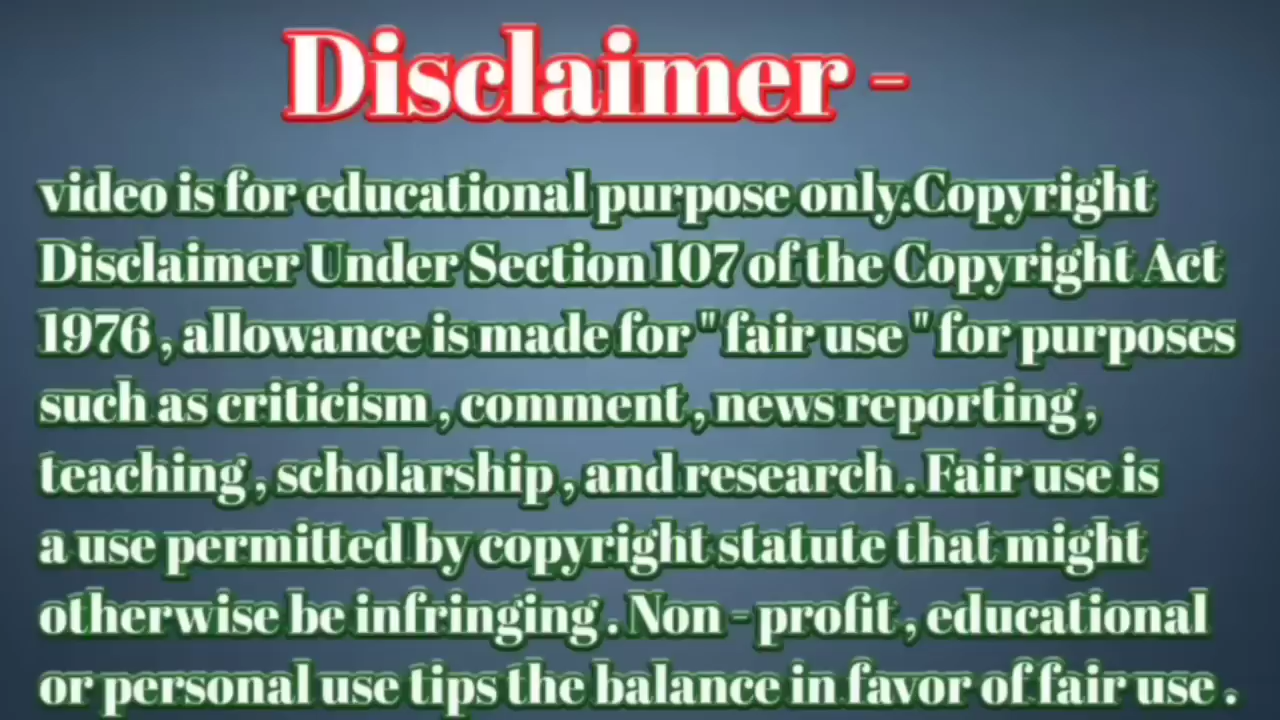 Disclaimer -
video is for educational purpose only.Copyright
Disclaimer Under Section 107 of the Copyright Act
1976 , allowance is made for " fair use " for purposes
such as criticism , comment , news reporting ,
teaching , scholarship , and research . Fair use is
a use permitted by copyright statute that might
otherwise be infringing . Non - profit , educational
or personal use tips the balance in favor of fair use .